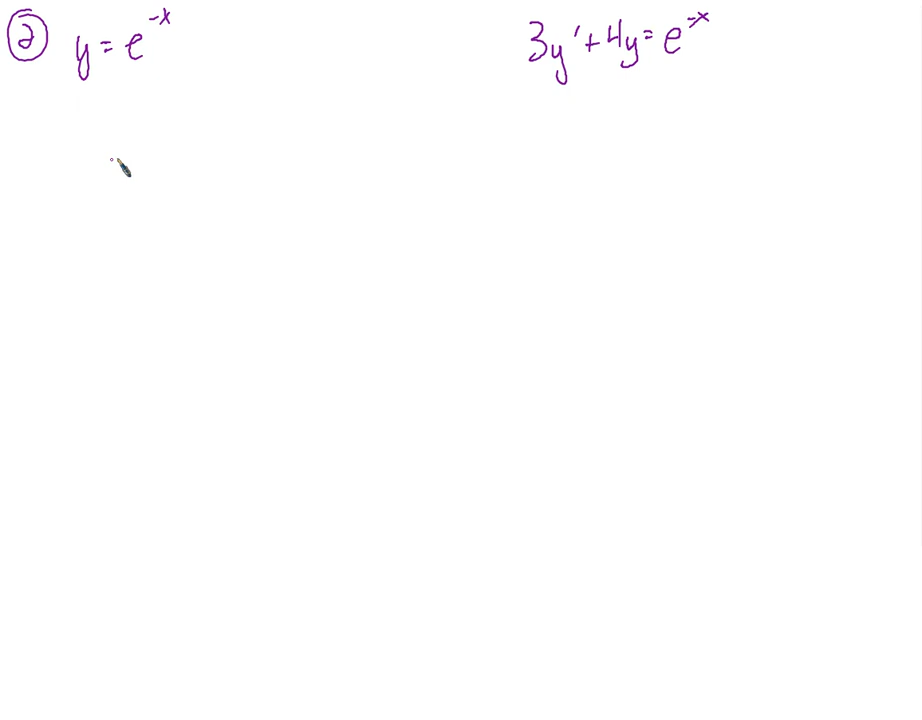 ② y = e^{-x} 3y' + 4y = e^{-x}